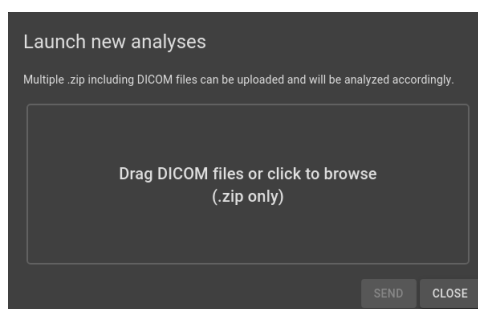 Launch new analyses
Multiple .zip including DICOM files can be uploaded and will be analyzed accordingly.
Drag DICOM files or click to browse
(.zip only)
SEND CLOSE